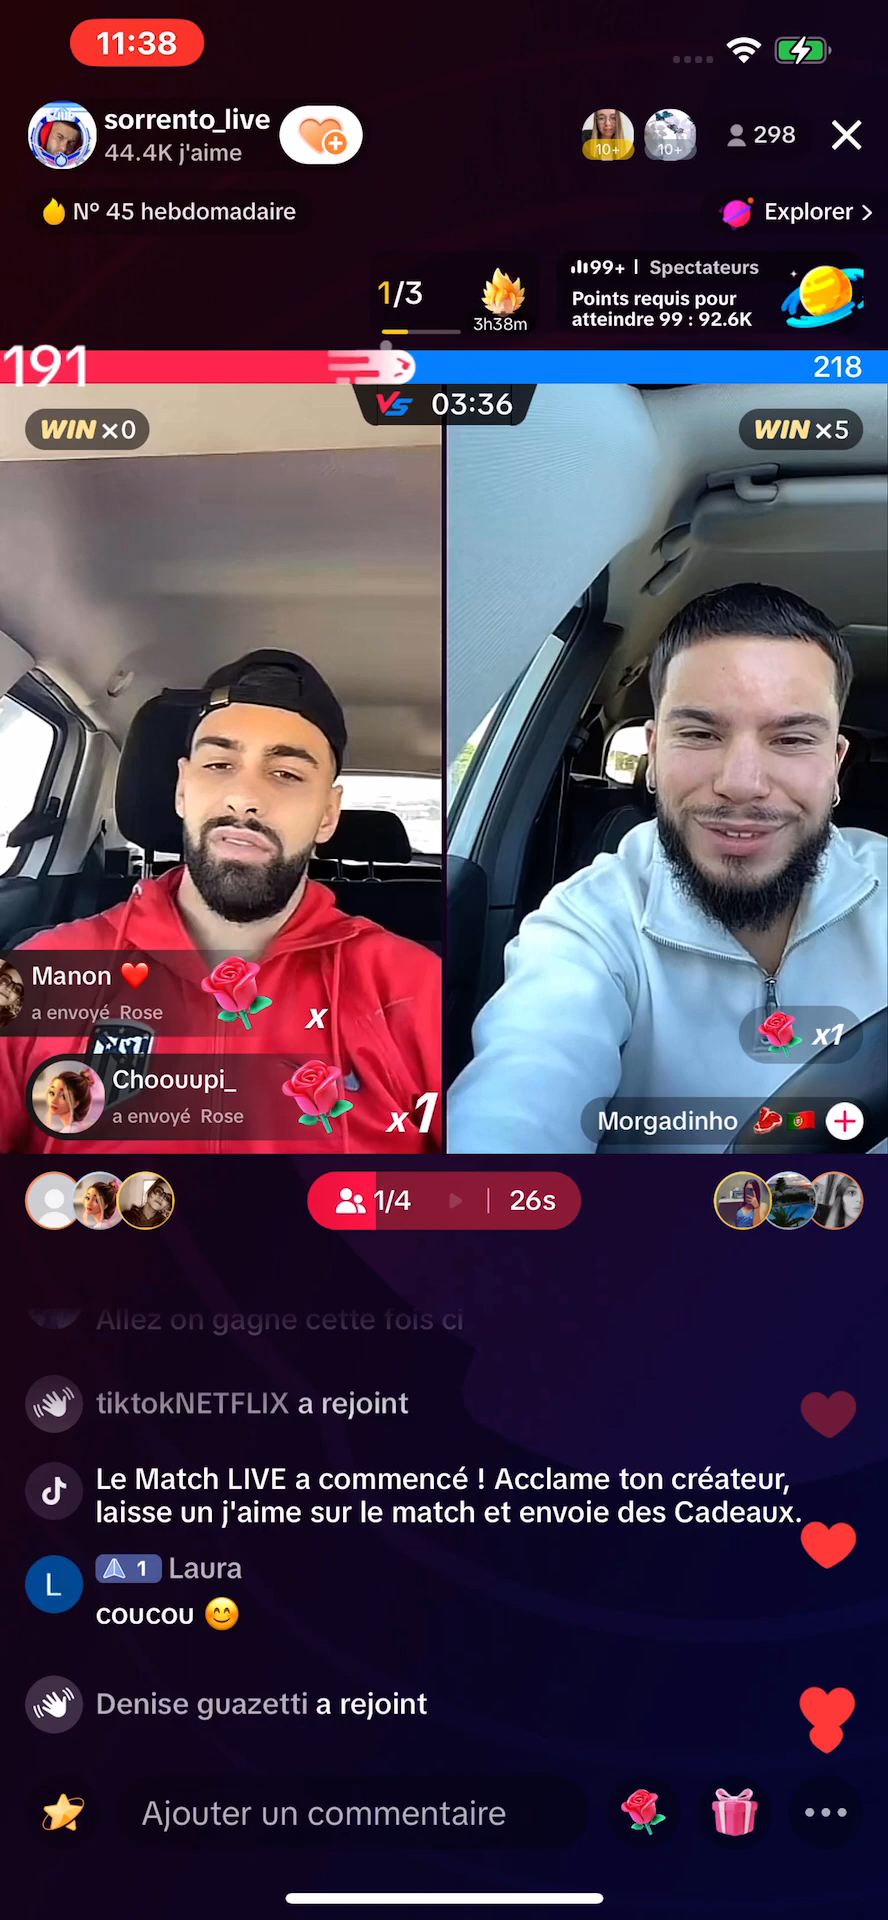 11:38
sorrento_live
44.4K j'aime
10+
10+
298
N° 45 hebdomadaire
Explorer >
1/3
3h38m
99+ | Spectateurs
Points requis pour
atteindre 99 : 92.6K
191
218
VS 03:36
WIN x0
WIN x5
Manon ❤️
a envoyé Rose
x
Choouupi_
a envoyé Rose
x1
x1
Morgadinho 🥩🇵🇹
1/4
26s
Allez on gagne cette fois ci
tiktokNETFLIX a rejoint
Le Match LIVE a commencé ! Acclame ton créateur,
laisse un j'aime sur le match et envoie des Cadeaux.
L
1 Laura
coucou 😊
Denise guazetti a rejoint
Ajouter un commentaire